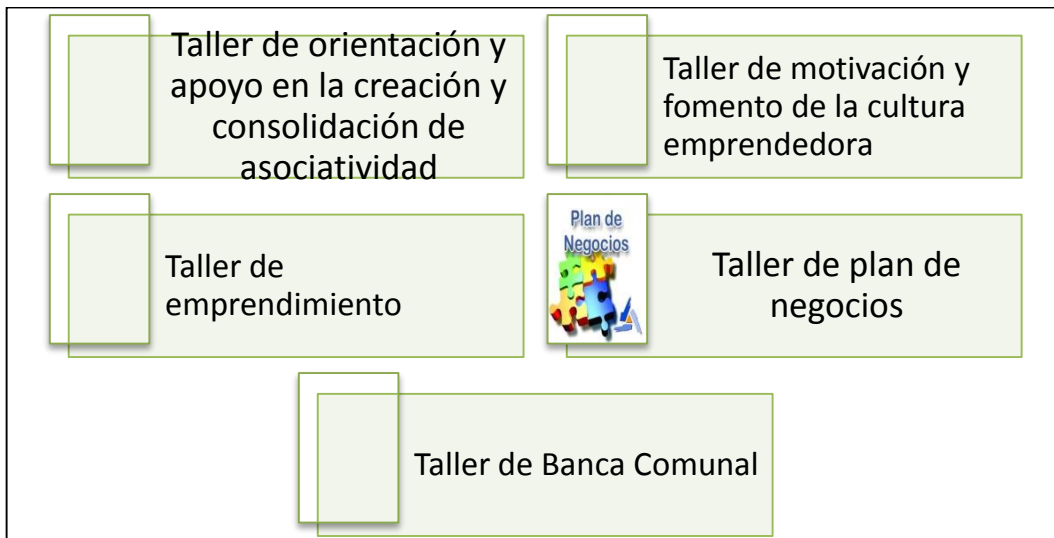 Taller de orientación y
apoyo en la creación y
consolidación de
asociatividad
Taller de motivación y
fomento de la cultura
emprendedora
Taller de
emprendimiento
Plan de
Negocios
Taller de plan de
negocios
Taller de Banca Comunal